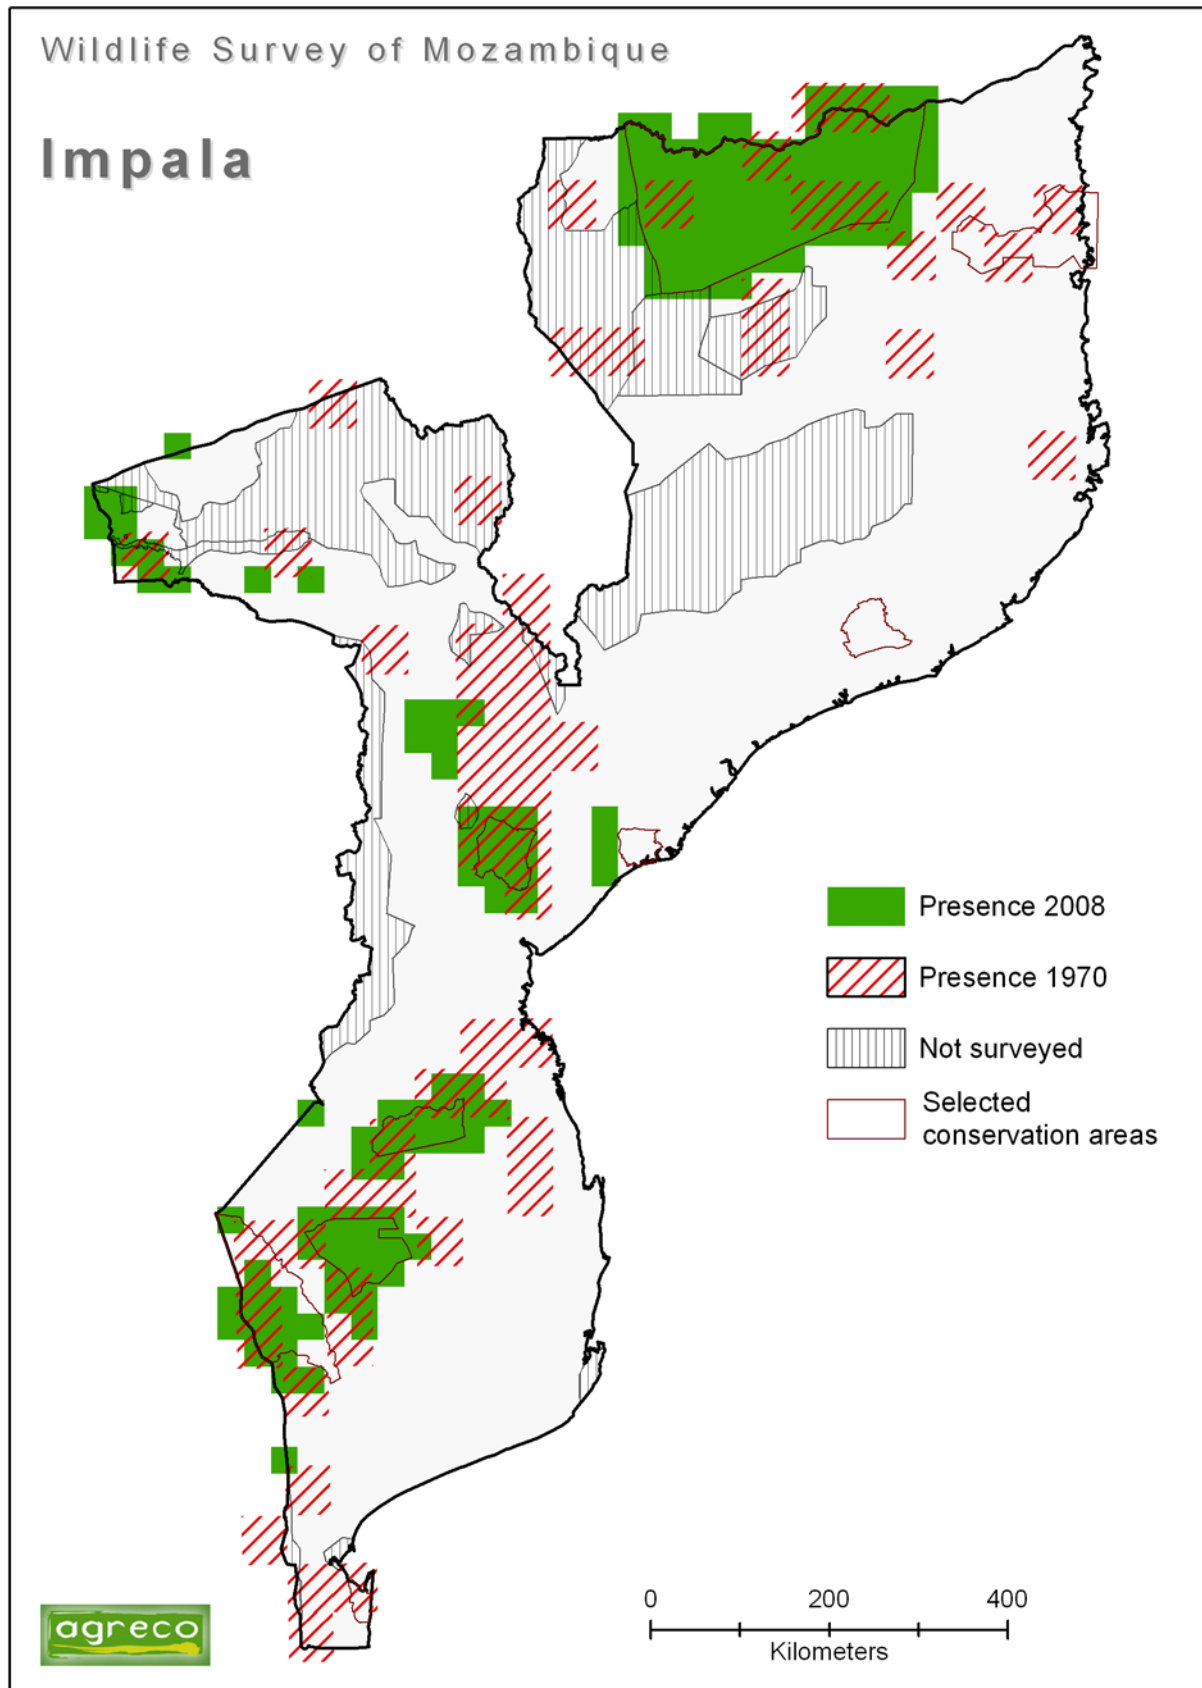 Wildlife Survey of Mozambique
Impala
Presence 2008
Presence 1970
Not surveyed
Selected
conservation areas
0 200 400
Kilometers
agreco